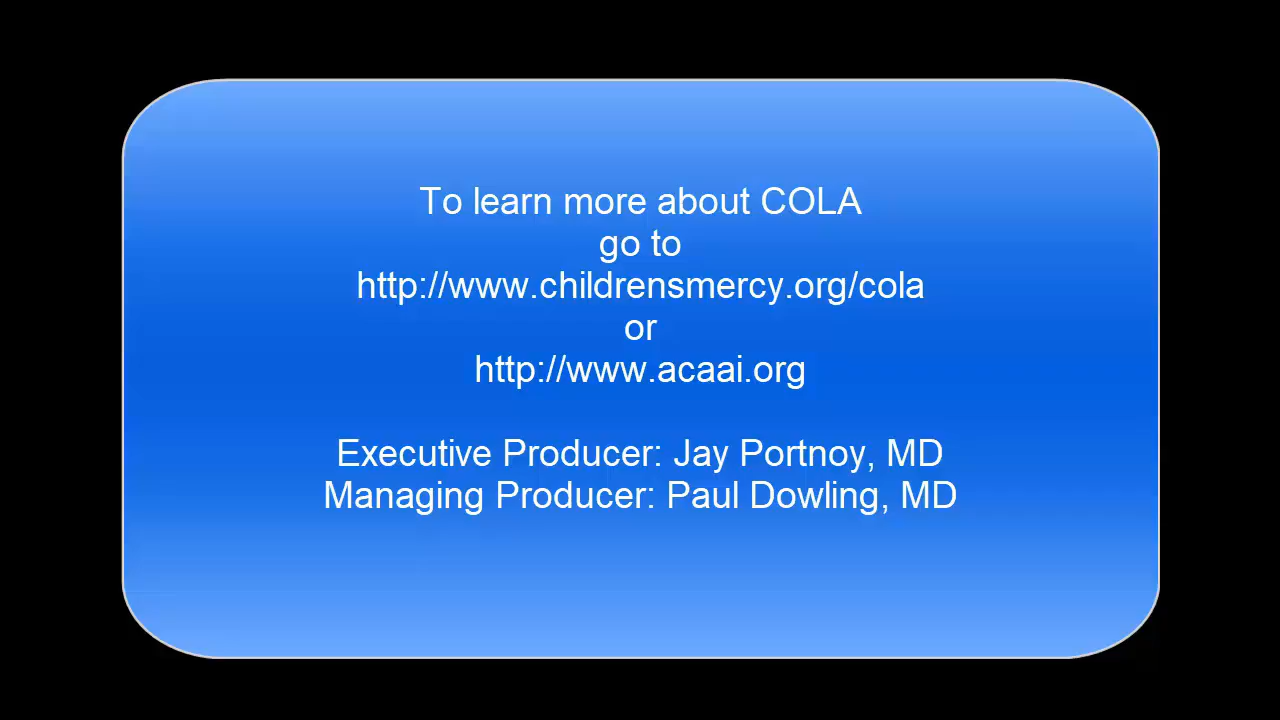 To learn more about COLA
go to
http://www.childrensmercy.org/cola
or
http://www.acaai.org
Executive Producer: Jay Portnoy, MD
Managing Producer: Paul Dowling, MD